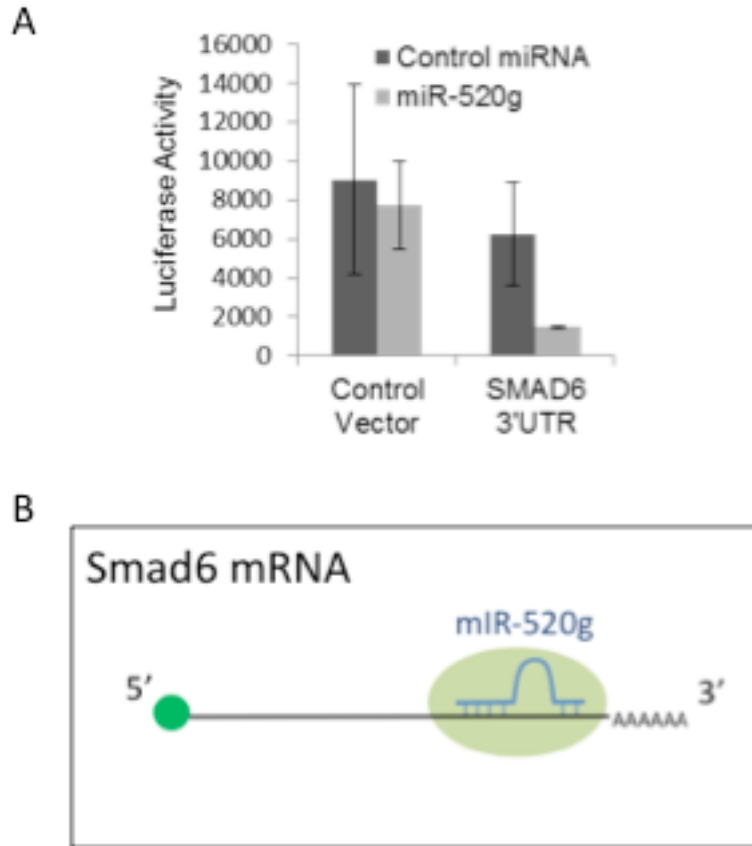 A
16000
14000
12000
10000
8000
6000
4000
2000
0
Luciferase Activity
Control miRNA
miR-520g
Control
Vector
SMAD6
3'UTR
B
Smad6 mRNA
mIR-520g
5’
3’
AAAAAA